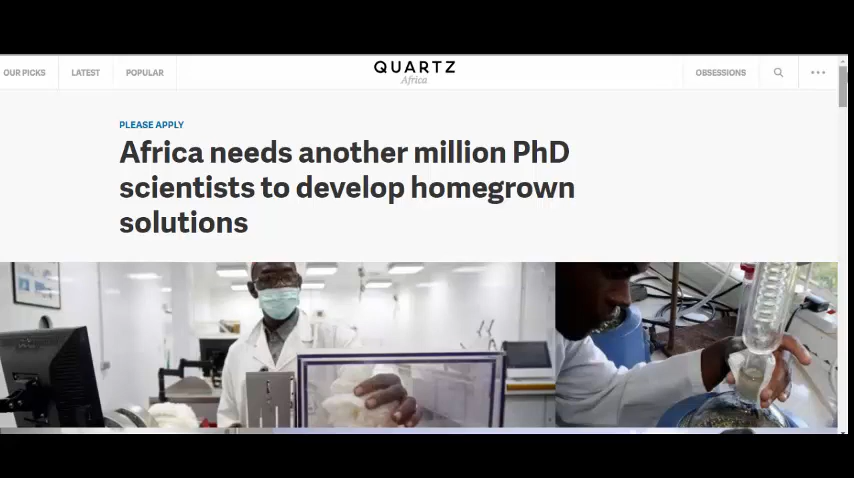 OUR PICKS
LATEST
POPULAR
QUARTZ
Africa
OBSESSIONS
PLEASE APPLY
Africa needs another million PhD
scientists to develop homegrown
solutions